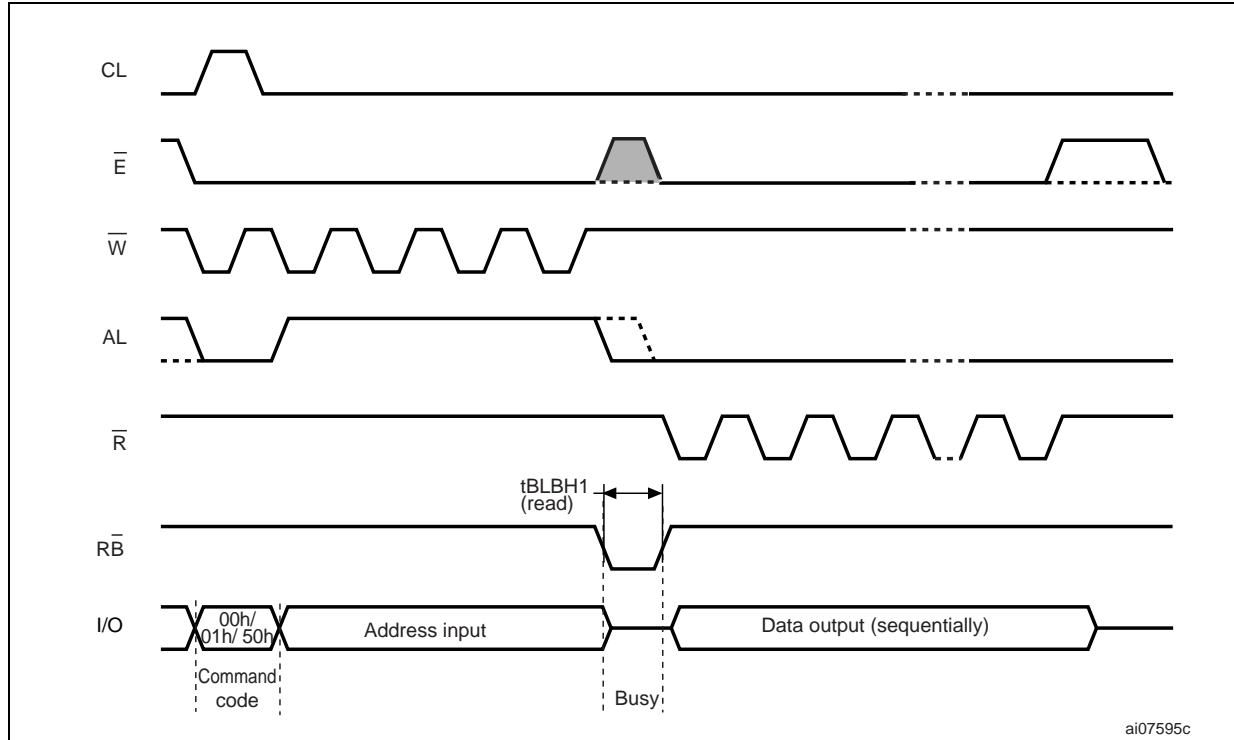 CL
E̅
W̅
AL
R̅
tBLBH1
(read)
RB̅
I/O
00h/
01h/ 50h
Address input
Data output (sequentially)
Command
code
Busy
ai07595c